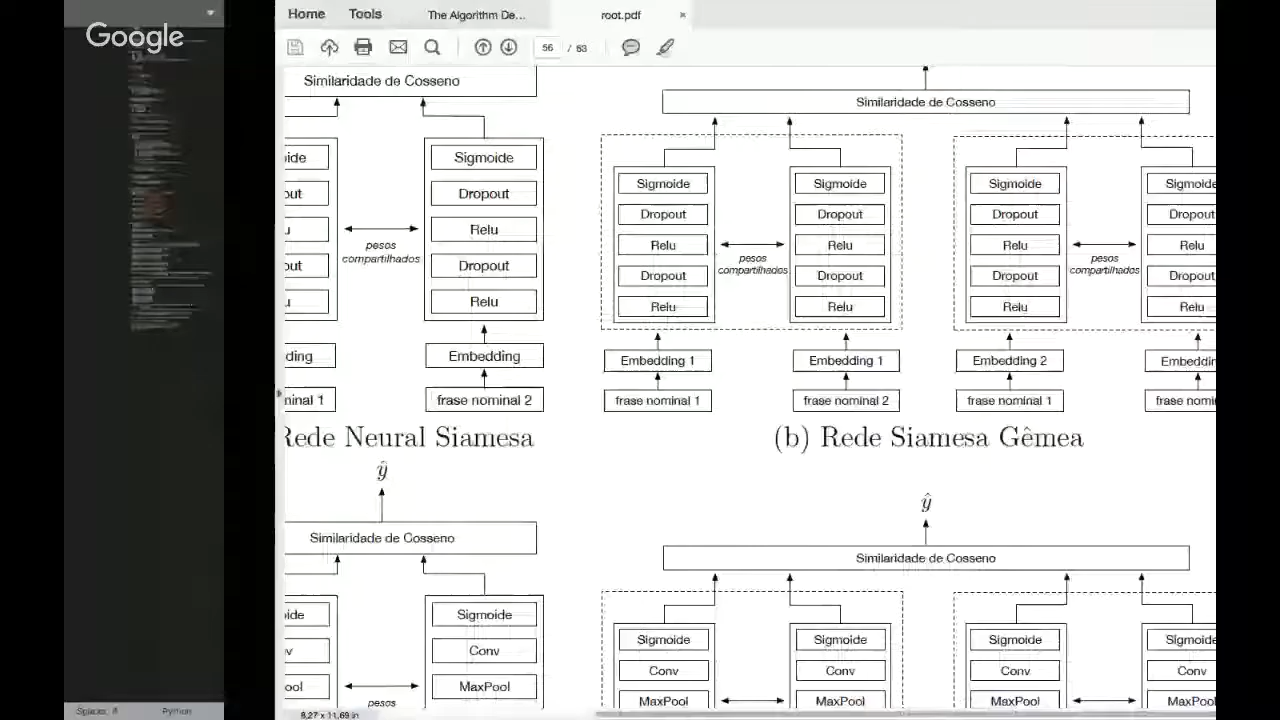 Google
Home Tools The Algorithm De... root.pdf ×
56 / 63
Similaridade de Cosseno
Sigmoide
Dropout
Relu
Dropout
Relu
pesos
compartilhados
Embedding
frase nominal 2
Rede Neural Siamesa
Similaridade de Cosseno
Sigmoide Sigmoide Sigmoide Sigmoide
Dropout Dropout Dropout Dropout
Relu Relu Relu Relu
pesos pesos
compartilhados compartilhados
Dropout Dropout Dropout Dropout
Relu Relu Relu Relu
Embedding 1 Embedding 1 Embedding 2 Embeddin
frase nominal 1 frase nominal 2 frase nominal 1 frase nomi
(b) Rede Siamesa Gêmea
ŷ
Similaridade de Cosseno
Sigmoide
Conv
MaxPool
pesos
ŷ
Similaridade de Cosseno
Sigmoide Sigmoide Sigmoide Sigmoide
Conv Conv Conv Conv
MaxPool MaxPool MaxPool MaxPool
8,27 x 11,69 in
Python